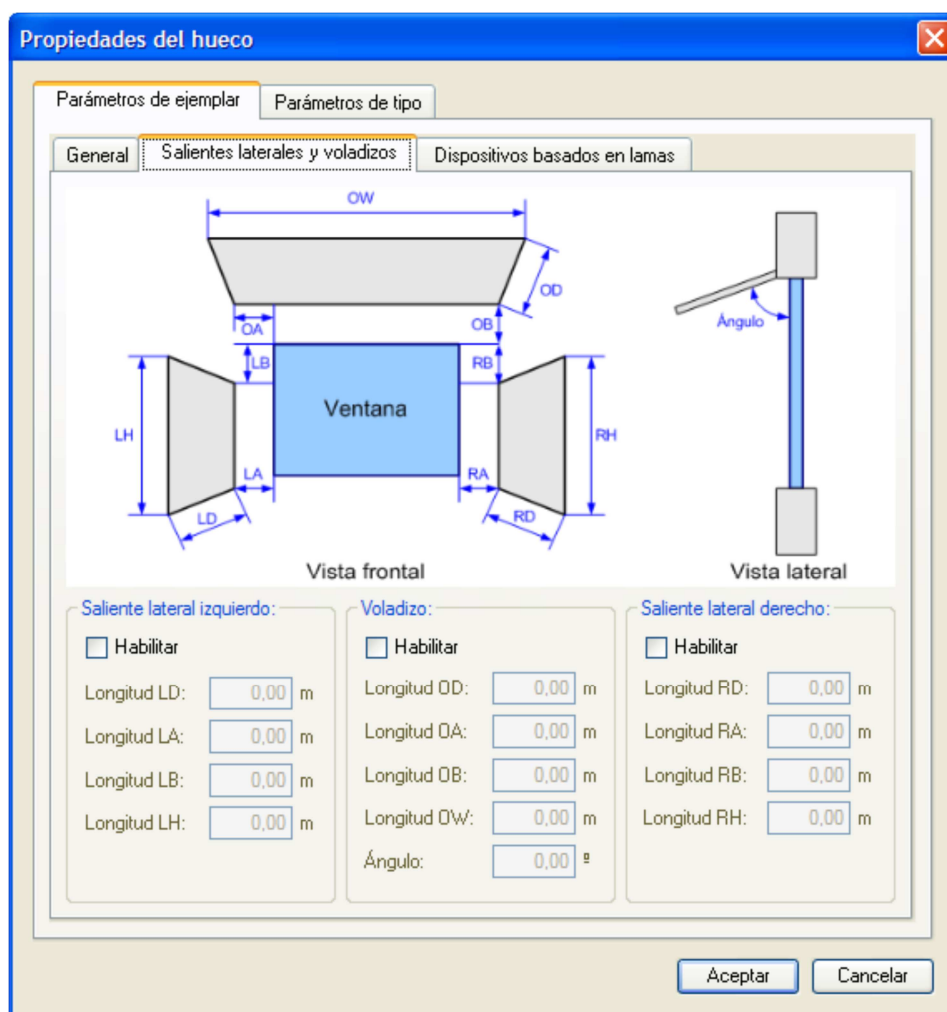 Propiedades del hueco
Parámetros de ejemplar Parámetros de tipo
General Salientes laterales y voladizos Dispositivos basados en lamas
OW
OD
OA OB
Ángulo
LB RB
Ventana
LH RH
LA RA
LD RD
Vista frontal Vista lateral
Saliente lateral izquierdo: Voladizo: Saliente lateral derecho:
Habilitar Habilitar Habilitar
Longitud LD: 0,00 m Longitud OD: 0,00 m Longitud RD: 0,00 m
Longitud LA: 0,00 m Longitud OA: 0,00 m Longitud RA: 0,00 m
Longitud LB: 0,00 m Longitud OB: 0,00 m Longitud RB: 0,00 m
Longitud LH: 0,00 m Longitud OW: 0,00 m Longitud RH: 0,00 m
Ángulo: 0,00 º
Aceptar Cancelar